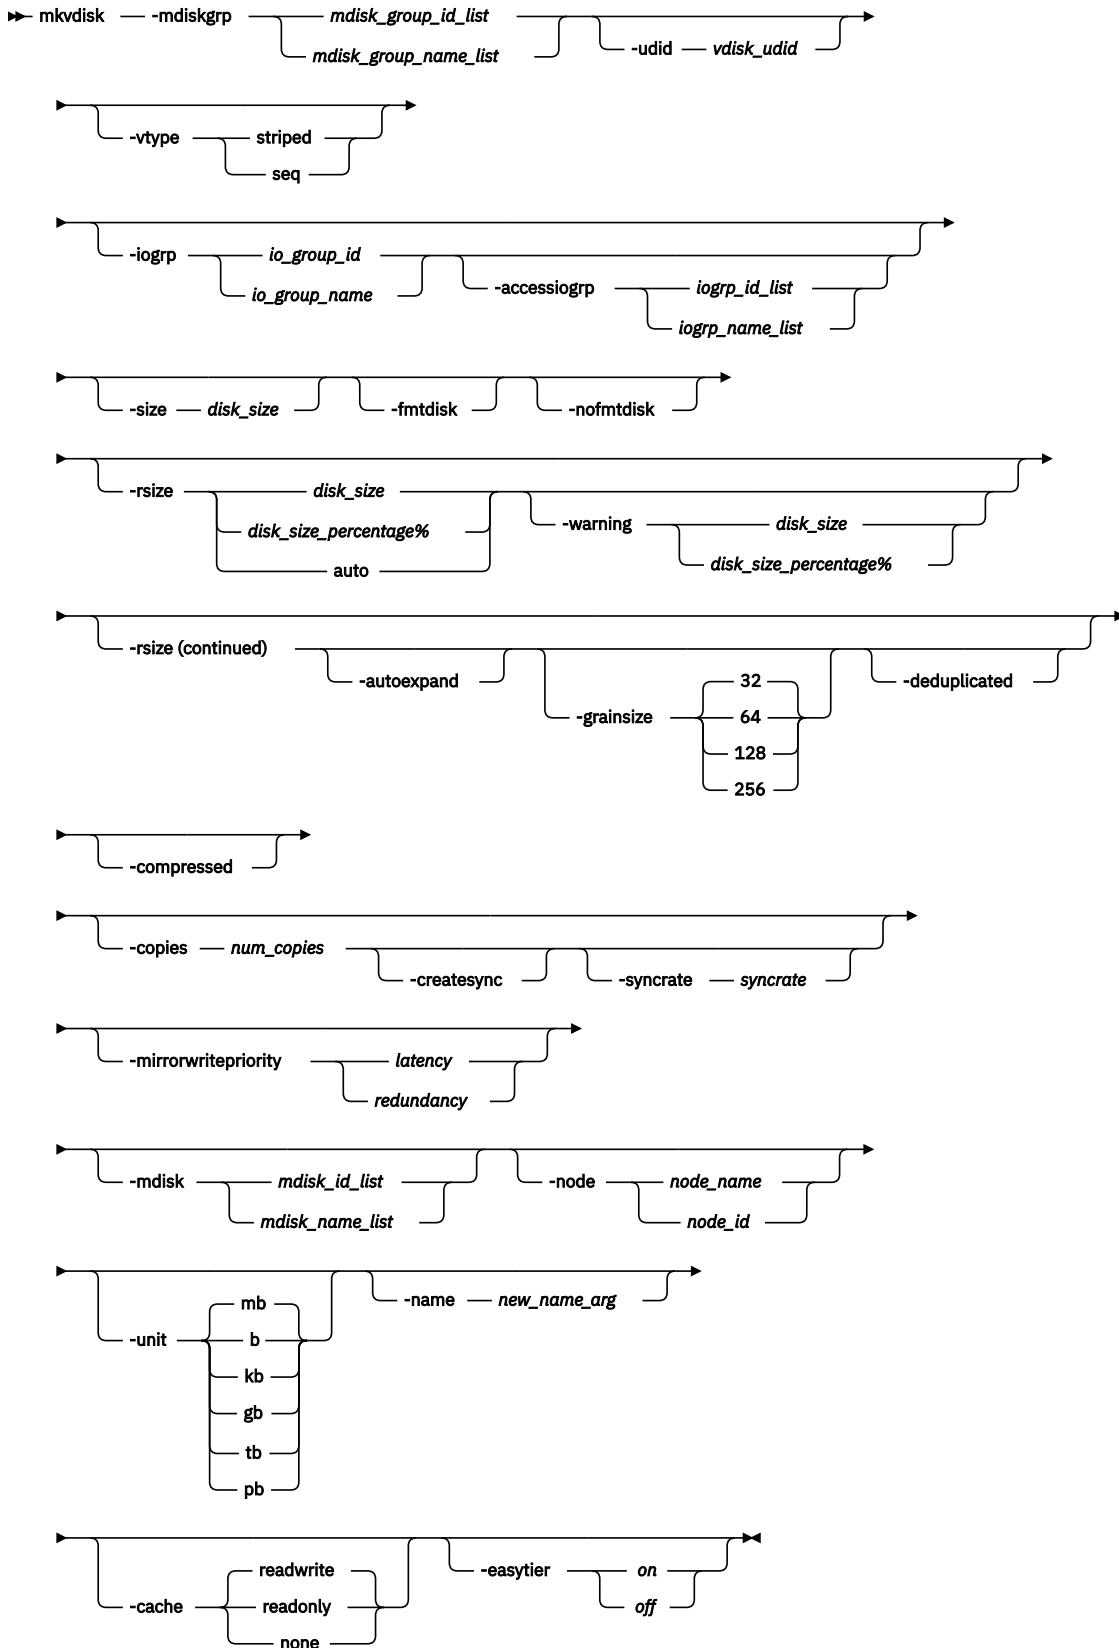 mkvdisk -mdiskgrp mdisk_group_id_list
mdisk_group_name_list -udid vdisk_udid
-vtype striped
seq
-iogrp io_group_id
io_group_name -accessiogrp iogrp_id_list
iogrp_name_list
-size disk_size -fmtdisk -nofmtdisk
-rsize disk_size
disk_size_percentage%
auto
-warning disk_size
disk_size_percentage%
-rsize (continued)
-autoexpand
-grainsize 32
64
128
256
-deduplicated
-compressed
-copies num_copies
-createsync -syncrate syncrate
-mirrorwritepriority latency
redundancy
-mdisk mdisk_id_list
mdisk_name_list
-node node_name
node_id
-unit mb
b
kb
gb
tb
pb
-name new_name_arg
-cache readwrite
readonly
none
-easytier on
off